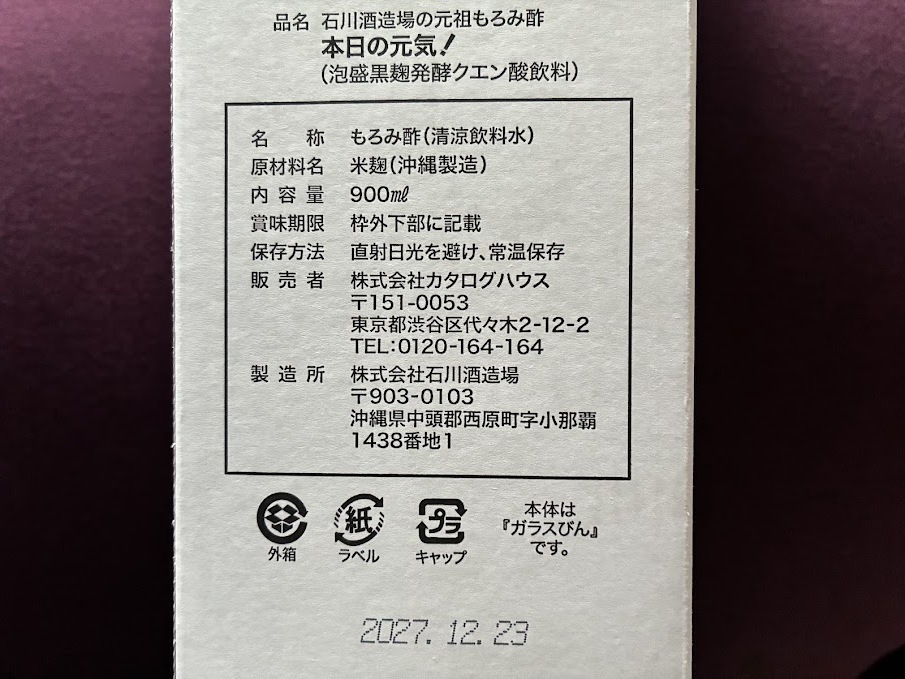 品名 石川酒造場の元祖もろみ酢
本日の元気!
(泡盛黒麹発酵クエン酸飲料)
名称 もろみ酢(清涼飲料水)
原材料名 米麹(沖縄製造)
内容量 900㎖
賞味期限 枠外下部に記載
保存方法 直射日光を避け、常温保存
販売者 株式会社カタログハウス
〒151-0053
東京都渋谷区代々木2-12-2
TEL:0120-164-164
製造所 株式会社石川酒造場
〒903-0103
沖縄県中頭郡西原町字小那覇
1438番地1
紙
プラ
外箱
ラベル
キャップ
本体は
『ガラスびん』
です。
2027.12.23